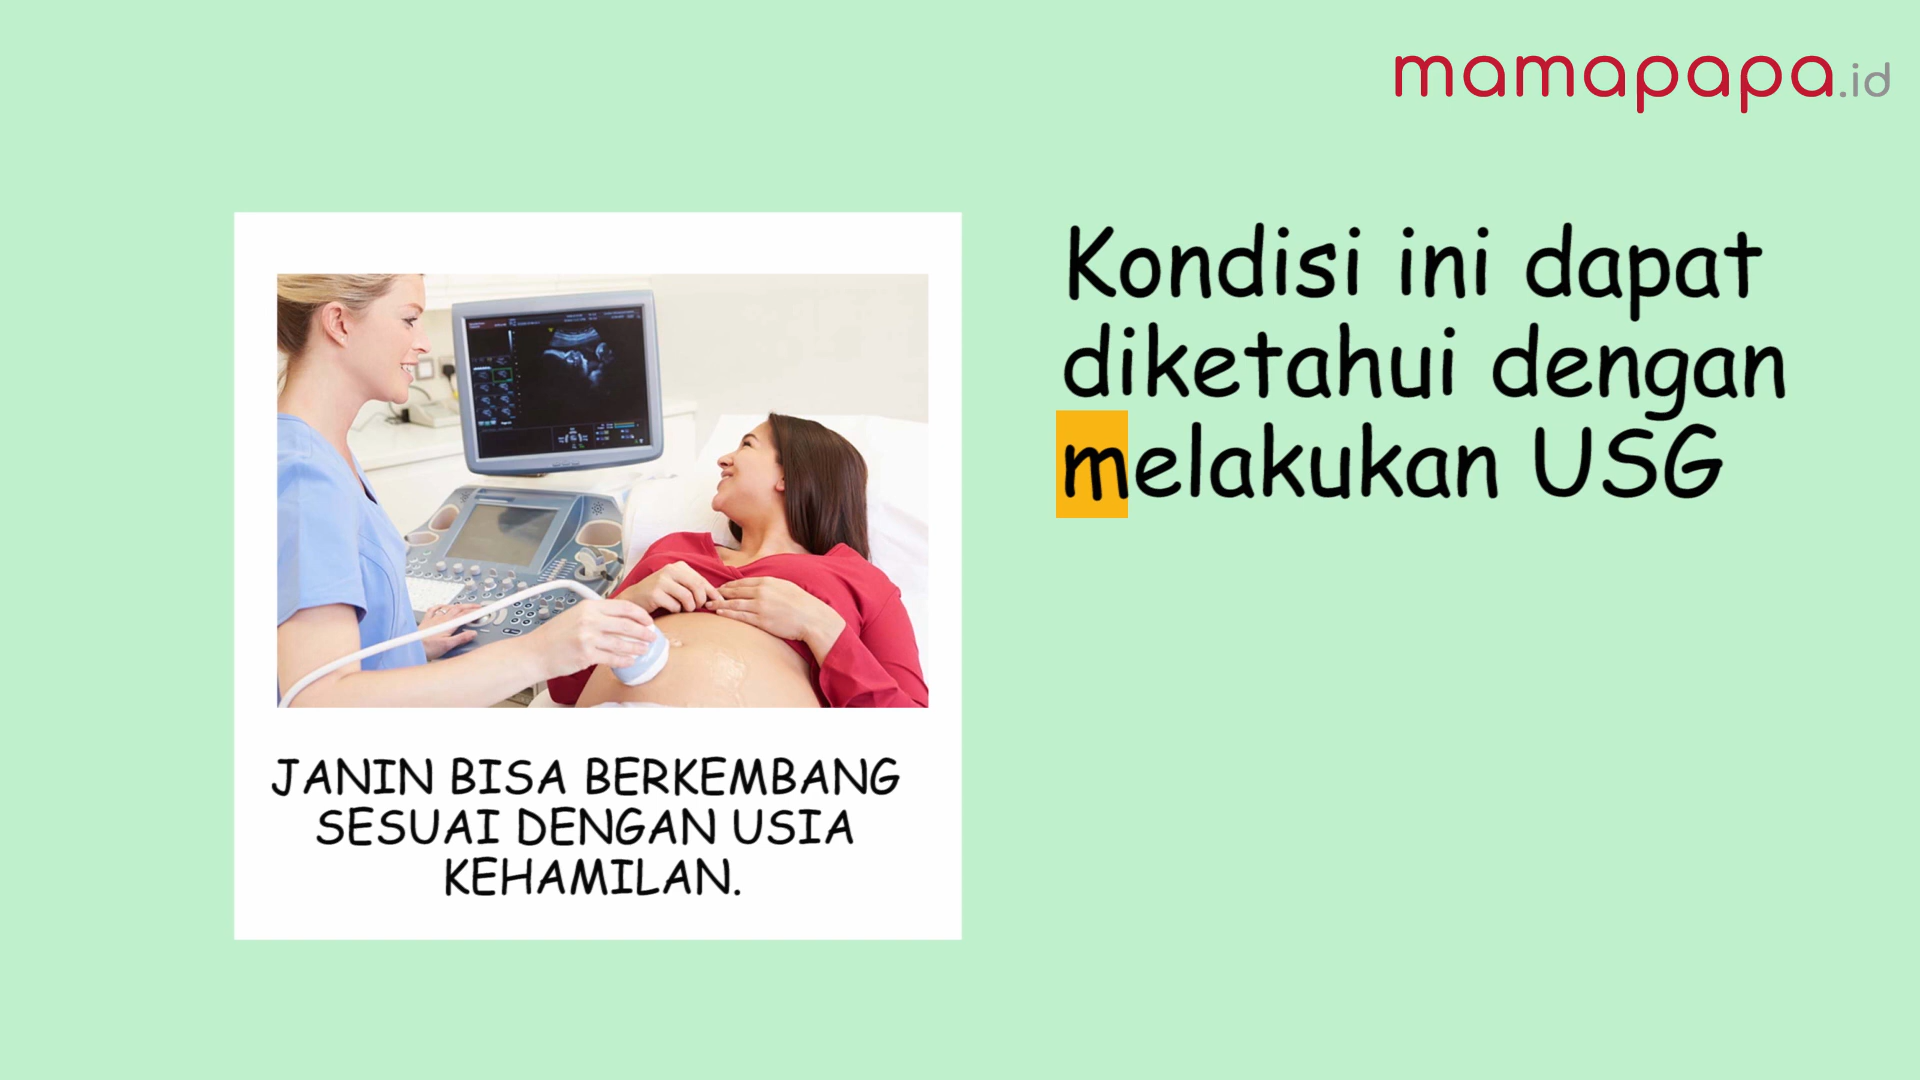 mamapapa.id
Kondisi ini dapat
diketahui dengan
melakukan USG
JANIN BISA BERKEMBANG
SESUAI DENGAN USIA
KEHAMILAN.